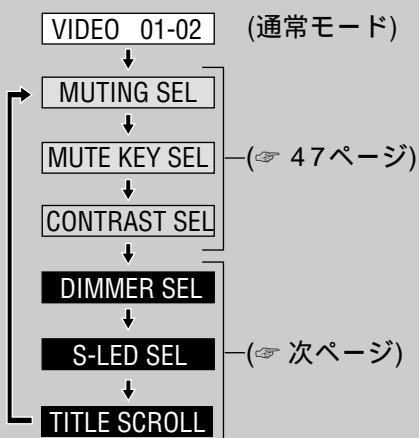 VIDEO 01-02 (通常モード)
MUTING SEL
MUTE KEY SEL (☞ 47ページ)
CONTRAST SEL
DIMMER SEL
S-LED SEL (☞ 次ページ)
TITLE SCROLL